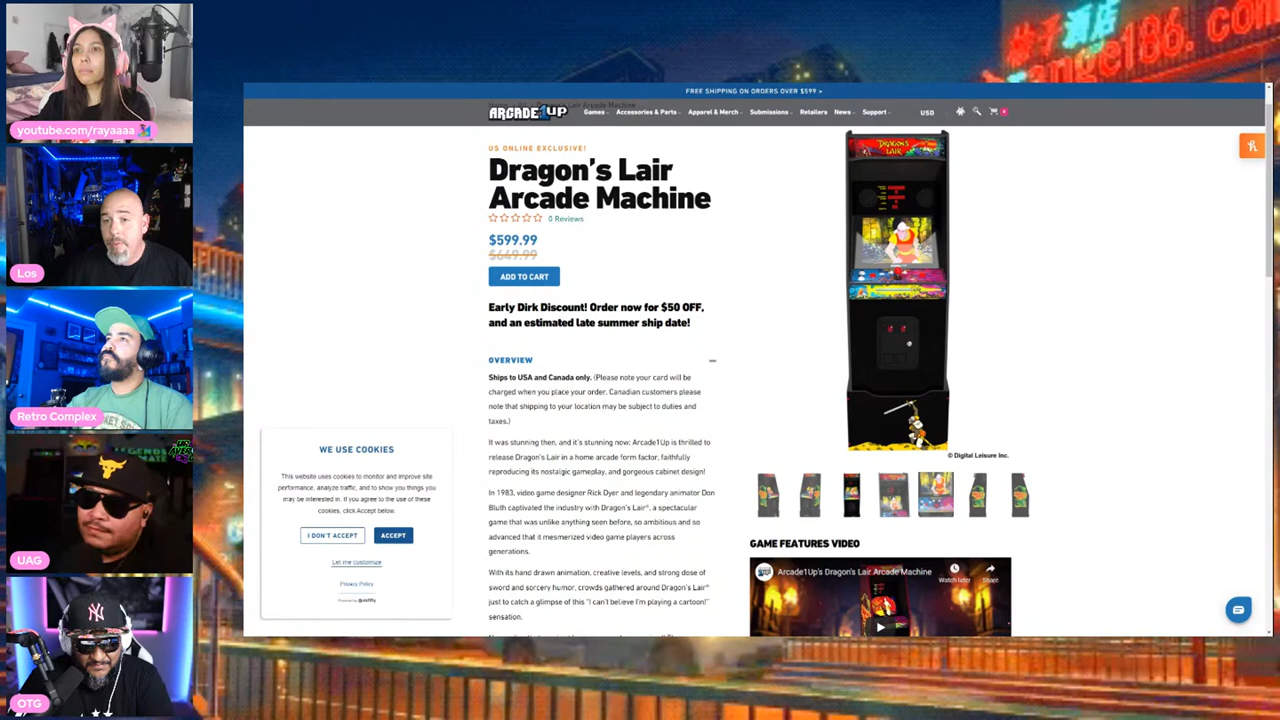 youtube.com/rayaaaa
Los
Retro Complex
UAG
OTG
FREE SHIPPING ON ORDERS OVER $599 >
ARCADE1UP
Games
Accessories & Parts
Apparel & Merch
Submissions
Retailers
News
Support
USD
US ONLINE EXCLUSIVE!
Dragon's Lair
Arcade Machine
0 Reviews
$599.99
$649.99
ADD TO CART
Early Dirk Discount! Order now for $50 OFF,
and an estimated late summer ship date!
OVERVIEW
Ships to USA and Canada only. (Please note your card will be
charged when you place your order. Canadian customers please
note that shipping to your location may be subject to duties and
taxes.)
It was stunning then, and it's stunning now: Arcade1Up is thrilled to
release Dragon's Lair in a home arcade form factor, faithfully
reproducing its nostalgic gameplay, and gorgeous cabinet design!
In 1983, video game designer Rick Dyer and legendary animator Don
Bluth captivated the industry with Dragon's Lair®, a spectacular
game that was unlike anything seen before, so ambitious and so
advanced that it mesmerized video game players across
generations.
With its hand drawn animation, creative levels, and strong dose of
sword and sorcery humor, crowds gathered around Dragon's Lair®
just to catch a glimpse of this "I can't believe I'm playing a cartoon!"
sensation.
WE USE COOKIES
This website uses cookies to monitor and improve site
performance, analyze traffic, and to show you things you
may be interested in. If you agree to the use of these
cookies, click Accept below.
I DON'T ACCEPT
ACCEPT
Let me customize
Privacy Policy
DRAGON'S LAIR
© Digital Leisure Inc.
GAME FEATURES VIDEO
Arcade1Up's Dragon's Lair Arcade Machine
Watch later
Share
酒店
angel86. com